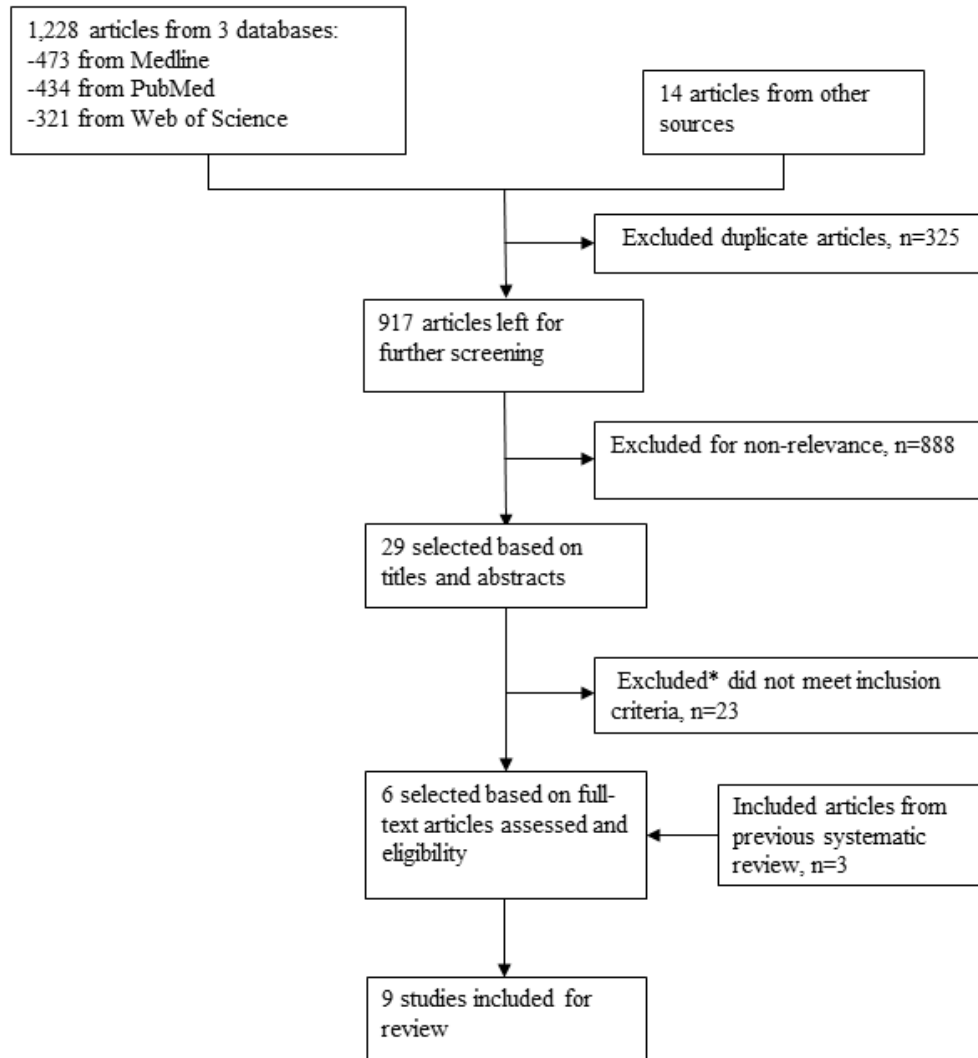 1,228 articles from 3 databases:
-473 from Medline
-434 from PubMed
-321 from Web of Science
14 articles from other
sources
Excluded duplicate articles, n=325
917 articles left for
further screening
Excluded for non-relevance, n=888
29 selected based on
titles and abstracts
Excluded* did not meet inclusion
criteria, n=23
6 selected based on full-
text articles assessed and
eligibility
Included articles from
previous systematic
review, n=3
9 studies included for
review